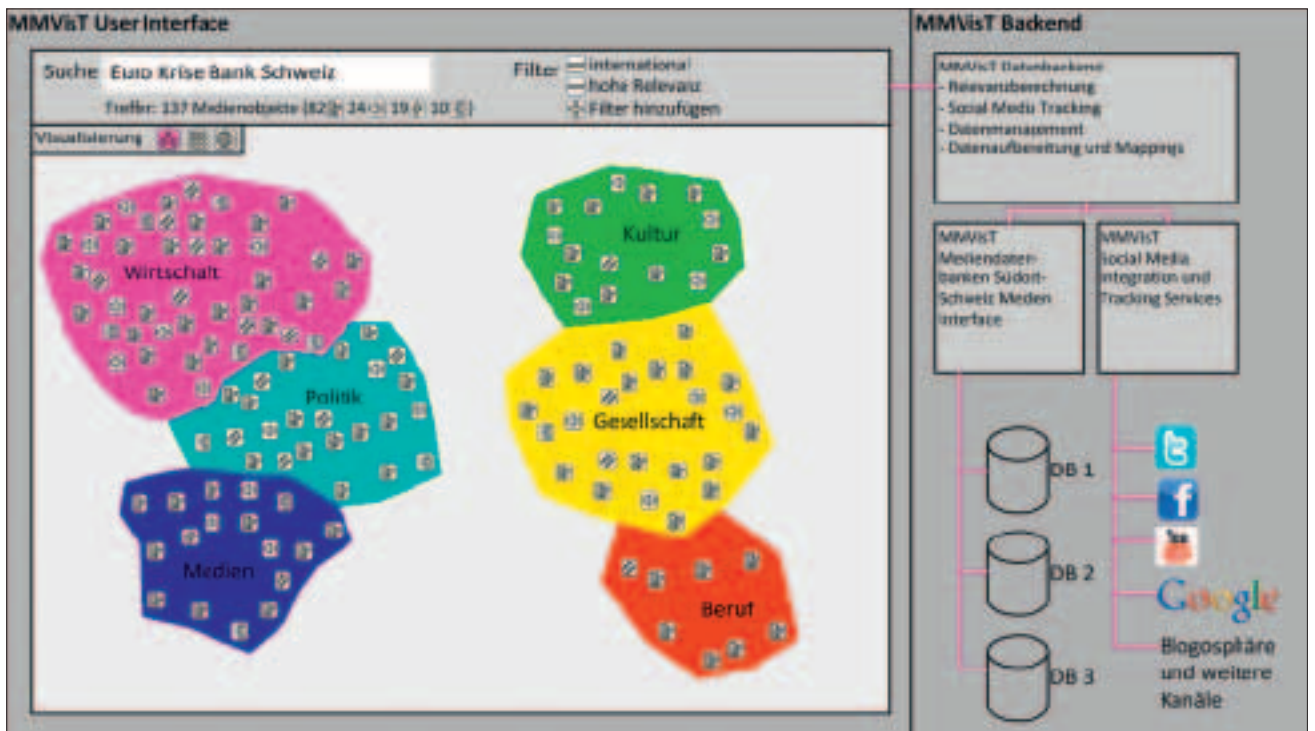 MMVisT User Interface
Suche Euro Krise Bank Schweiz
Treffer: 137 Medienobjekte (82 24 19 10 )
Filter
international
hohe Relevanz
Filter hinzufügen
Visualisierung
Wirtschaft
Politik
Medien
Kultur
Gesellschaft
Beruf
MMVisT Backend
MMVisT Datenbackend
- Relevanzberechnung
- Social Media Tracking
- Datenmanagement
- Datenaufbereitung und Mappings
MMVisT
Mediendaten-
banken Südost-
Schweiz Medien
Interface
MMVisT
Social Media
Integration und
Tracking Services
DB 1
DB 2
DB 3
t
f
You
Google
Blogosphäre
und weitere
Kanäle